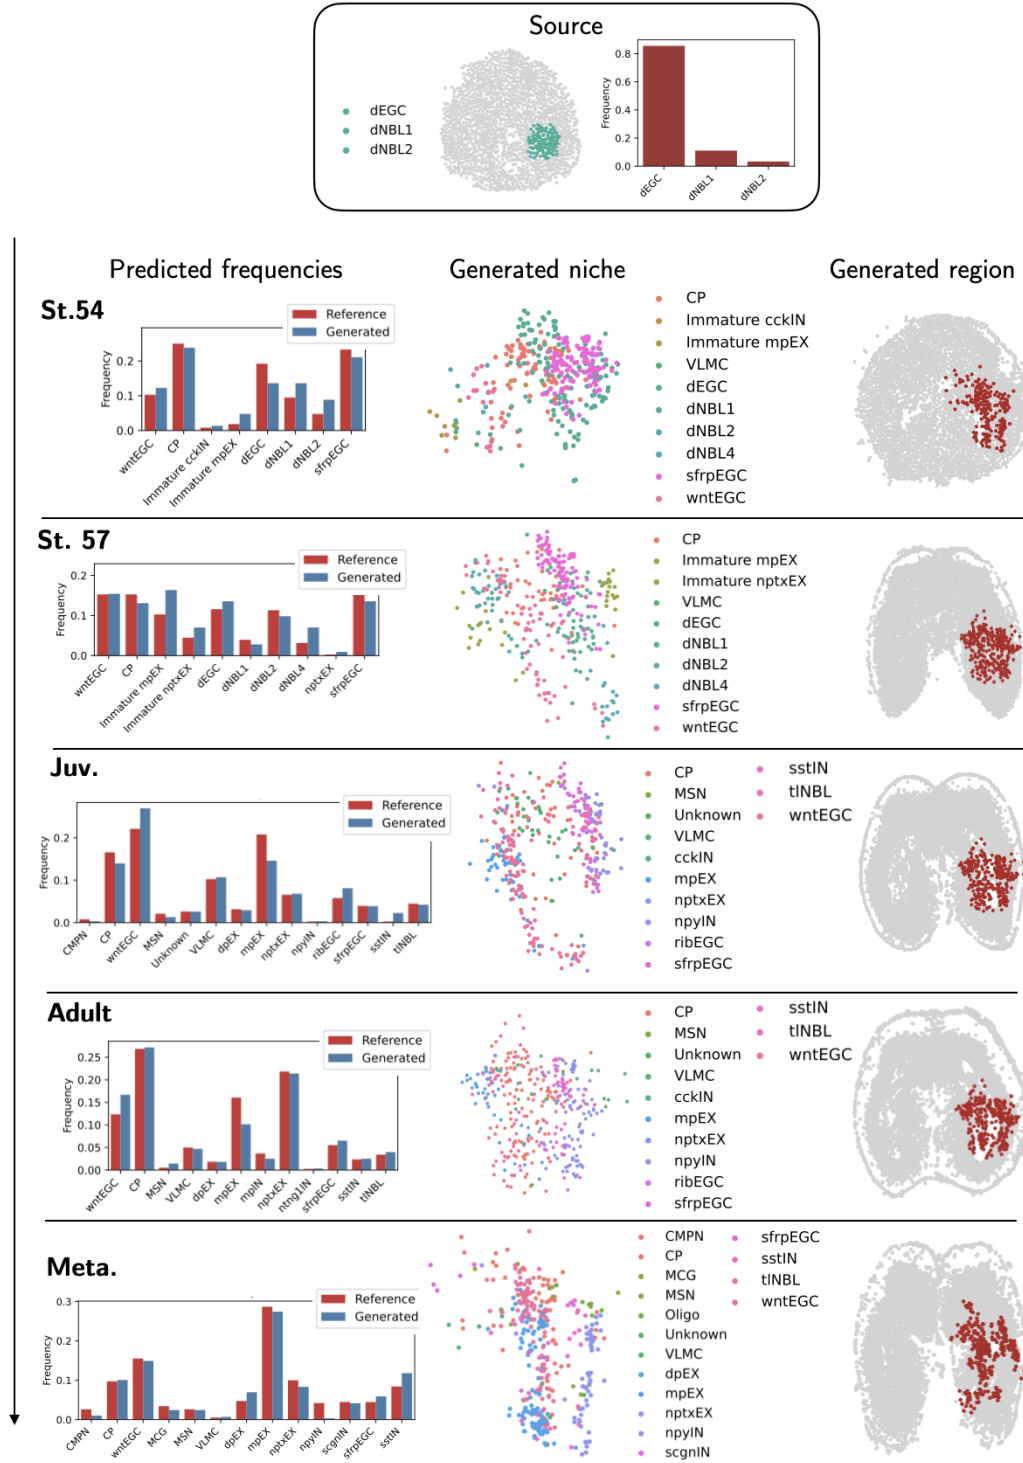 Source
dEGC
dNBL1
dNBL2
Frequency
0.8
0.6
0.4
0.2
0.0
dEGC
dNBL1
dNBL2
Predicted frequencies
Generated niche
Generated region
St.54
Reference
Generated
Frequency
0.2
0.1
0.0
wntEGC
CP
Immature cckIN
Immature mpEX
dEGC
dNBL1
dNBL2
sfrpEGC
CP
Immature cckIN
Immature mpEX
VLMC
dEGC
dNBL1
dNBL2
dNBL4
sfrpEGC
wntEGC
St. 57
Reference
Generated
Frequency
0.2
0.1
0.0
wntEGC
CP
Immature mpEX
Immature nptxEX
dEGC
dNBL1
dNBL2
dNBL4
nptxEX
sfrpEGC
CP
Immature mpEX
Immature nptxEX
VLMC
dEGC
dNBL1
dNBL2
dNBL4
sfrpEGC
wntEGC
Juv.
Reference
Generated
Frequency
0.2
0.1
0.0
CMPN
CP
wntEGC
MSN
Unknown
VLMC
dpEX
mpEX
nptxEX
npyIN
ribEGC
sfrpEGC
sstIN
tlNBL
CP
MSN
Unknown
VLMC
cckIN
mpEX
nptxEX
npyIN
ribEGC
sfrpEGC
sstIN
tlNBL
wntEGC
Adult
Reference
Generated
Frequency
0.25
0.20
0.15
0.10
0.05
0.00
wntEGC
CP
MSN
VLMC
dpEX
mpEX
mpIN
nptxEX
ntng1IN
sfrpEGC
sstIN
tlNBL
CP
MSN
Unknown
VLMC
cckIN
mpEX
nptxEX
npyIN
ribEGC
sfrpEGC
sstIN
tlNBL
wntEGC
Meta.
Reference
Generated
Frequency
0.3
0.2
0.1
0.0
CMPN
CP
wntEGC
MCG
MSN
VLMC
dpEX
mpEX
nptxEX
npyIN
scgnIN
sfrpEGC
sstIN
CMPN
CP
MCG
MSN
Oligo
Unknown
VLMC
dpEX
mpEX
nptxEX
npyIN
scgnIN
sfrpEGC
sstIN
tlNBL
wntEGC